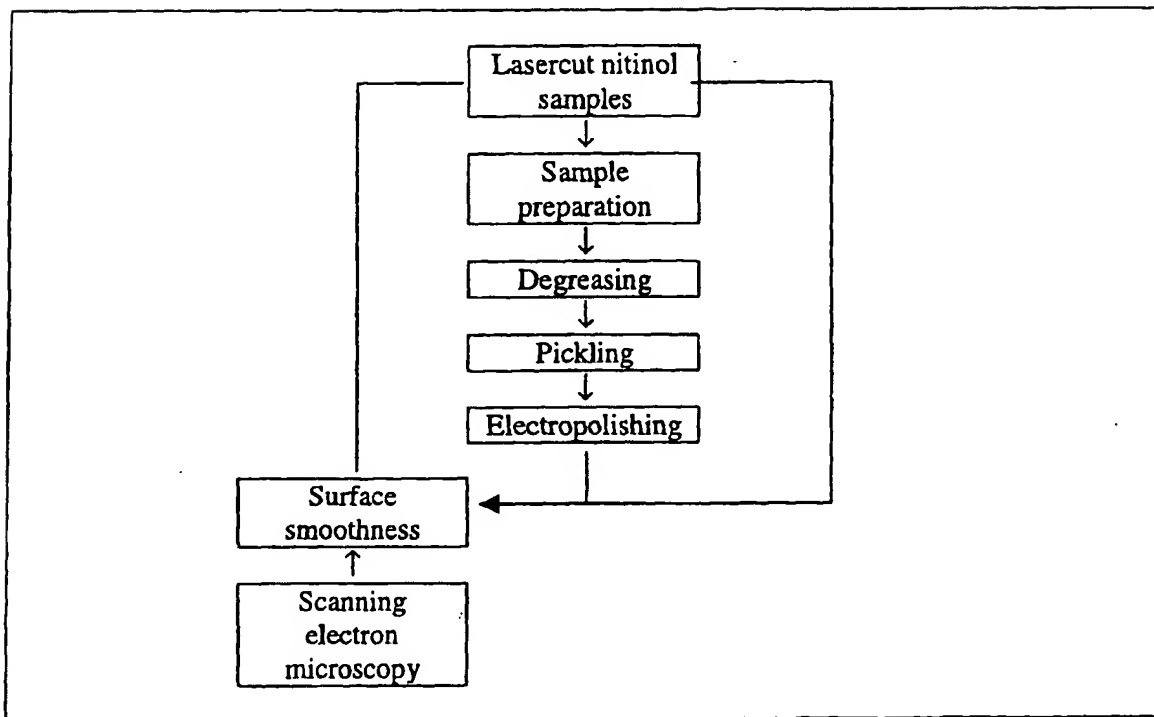 Lasercut nitinol
samples
Sample
preparation
Degreasing
Pickling
Electropolishing
Surface
smoothness
Scanning
electron
microscopy